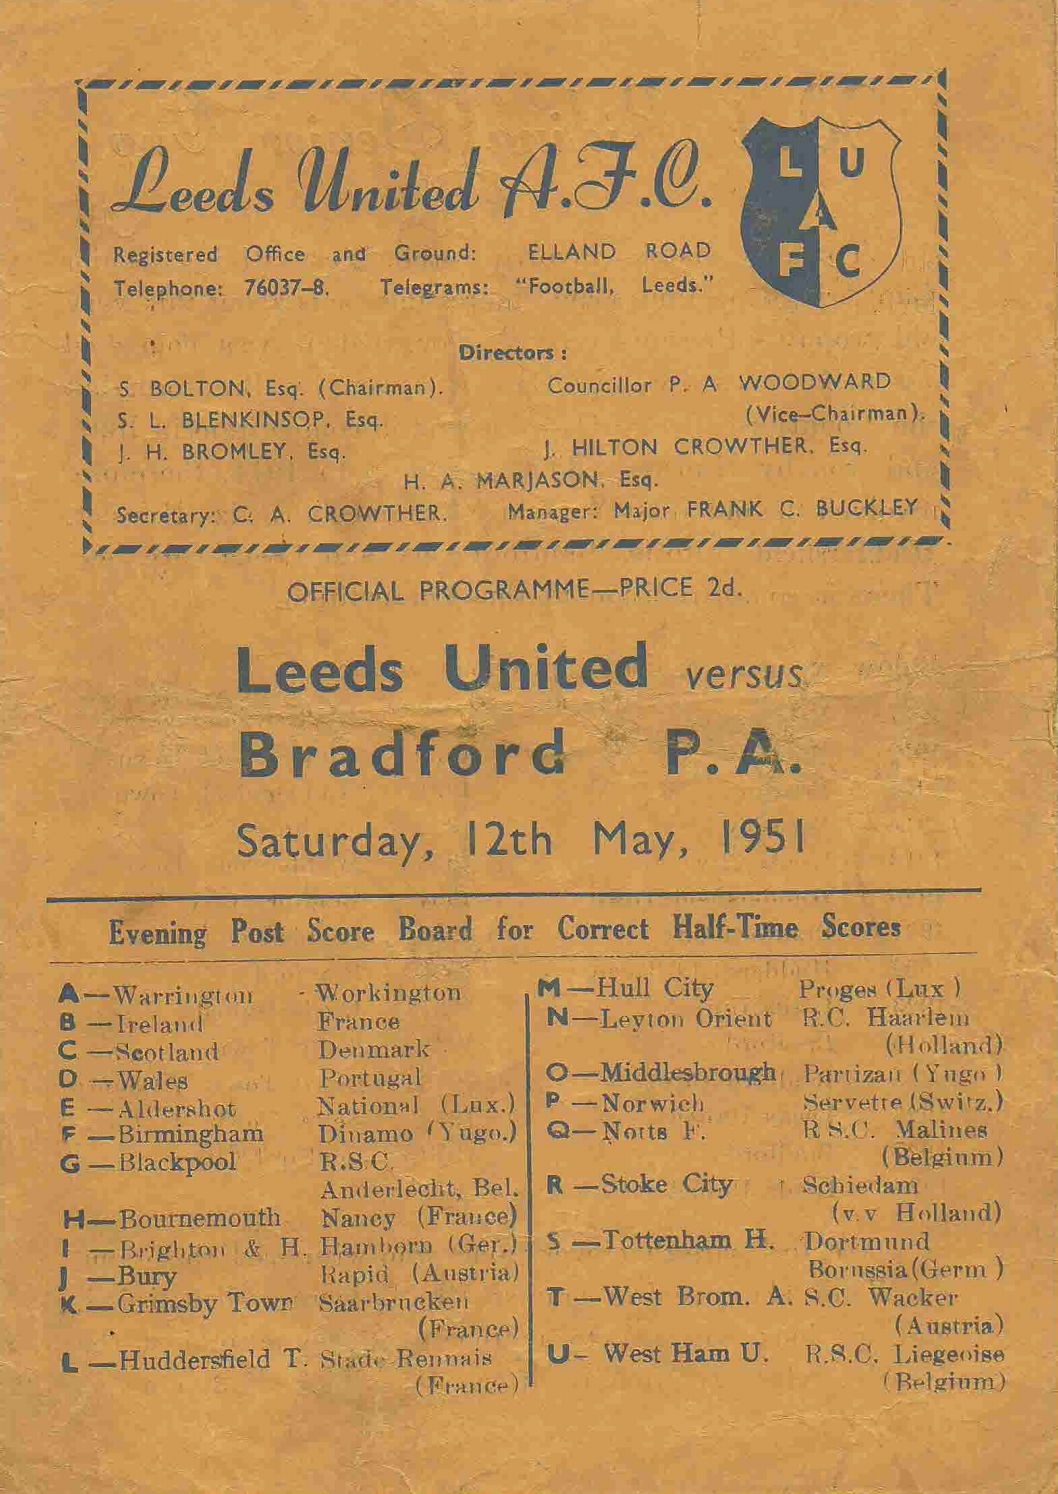 Leeds United A.F.C.
L U
A
F C
Registered Office and Ground: ELLAND ROAD
Telephone: 76037-8. Telegrams: "Football, Leeds."
Directors :
S. BOLTON, Esq. (Chairman). Councillor P. A WOODWARD
(Vice-Chairman).
S. L. BLENKINSOP, Esq.
J. H. BROMLEY, Esq. J. HILTON CROWTHER, Esq.
H. A. MARJASON, Esq.
Secretary: C. A. CROWTHER. Manager: Major FRANK C. BUCKLEY
OFFICIAL PROGRAMME—PRICE 2d.
Leeds United versus
Bradford P.A.
Saturday, 12th May, 1951
Evening Post Score Board for Correct Half-Time Scores
A—Warrington - Workington
B—Ireland France
C—Scotland Denmark
D—Wales Portugal
E—Aldershot National (Lux.)
F—Birmingham Dinamo (Yugo.)
G—Blackpool R.S.C.
Anderlecht, Bel.
H—Bournemouth Nancy (France)
I—Brighton & H. Hamborn (Ger.)
J—Bury Rapid (Austria)
K—Grimsby Town Saarbrucken
(France)
L—Huddersfield T. Stade Rennais
(France)
M—Hull City Proges (Lux )
N—Leyton Orient R.C. Haarlem
(Holland)
O—Middlesbrough Partizan (Yugo )
P—Norwich Servette (Switz.)
Q—Notts F. R.S.C. Malines
(Belgium)
R—Stoke City Schiedam
(v.v Holland)
S—Tottenham H. Dortmund
Borussia (Germ )
T—West Brom. A. S.C. Wacker
(Austria)
U- West Ham U. R.S.C. Liegeoise
(Belgium)